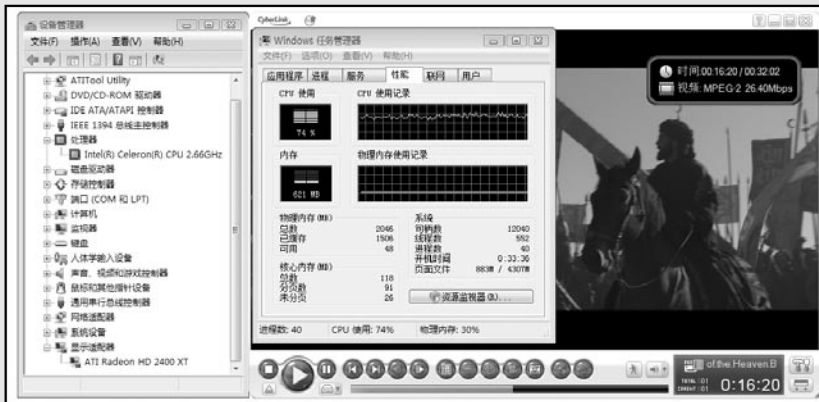 设备管理器
文件(F) 操作(A) 查看(V) 帮助(H)
ATITool Utility
DVD/CD-ROM 驱动器
IDE ATA/ATAPI 控制器
IEEE 1394 总线主控制器
处理器
Intel(R) Celeron(R) CPU 2.66GHz
磁盘驱动器
存储控制器
端口 (COM 和 LPT)
计算机
监视器
键盘
人体学输入设备
声音、视频和游戏控制器
鼠标和其他指针设备
通用串行总线控制器
网络适配器
系统设备
显示适配器
ATI Radeon HD 2400 XT
CyberLink
Windows 任务管理器
文件(F) 选项(O) 查看(V) 帮助(H)
应用程序 进程 服务 性能 联网 用户
CPU 使用 CPU 使用记录
74 %
内存 物理内存使用记录
621 MB
物理内存(MB)
总数 2046
已缓存 1506
可用 48
核心内存(MB)
总数 118
分页数 91
未分页 26
系统
句柄数 12040
线程数 552
进程数 40
开机时间 0:33:36
页面文件 883M / 4307M
资源监视器(R)...
进程数: 40 CPU 使用: 74% 物理内存: 30%
时间:00:16:20/00:32:02
视频: MPEG-2 26.40Mbps
of.the.Heaven.B
0:16:20